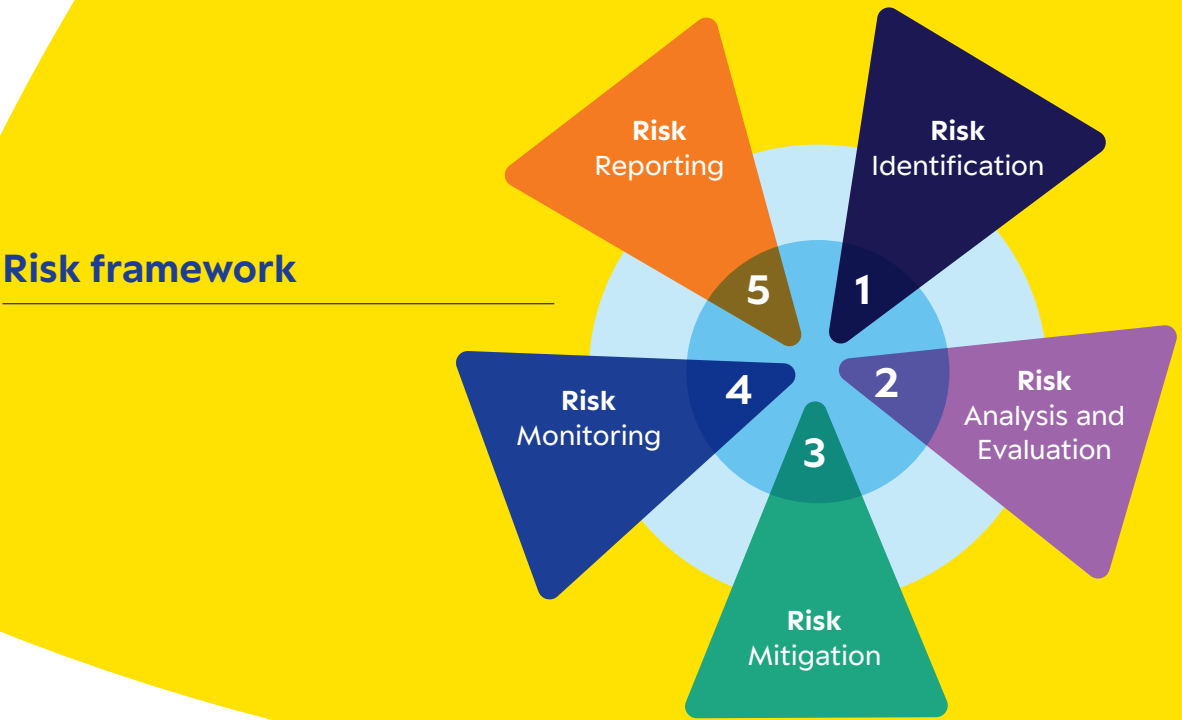 Risk framework
Risk
Identification
1
Risk
Analysis and
Evaluation
2
Risk
Mitigation
3
Risk
Monitoring
4
Risk
Reporting
5